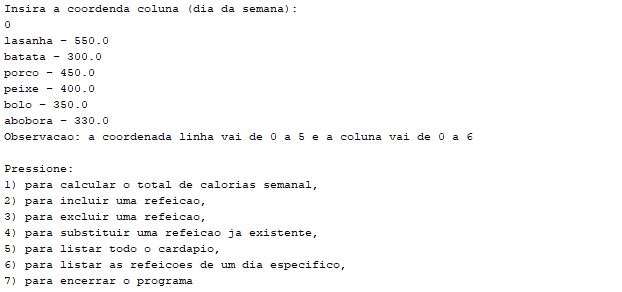 Insira a coordenda coluna (dia da semana):
0
lasanha - 550.0
batata - 300.0
porco - 450.0
peixe - 400.0
bolo - 350.0
abobora - 330.0
Observacao: a coordenada linha vai de 0 a 5 e a coluna vai de 0 a 6
Pressione:
1) para calcular o total de calorias semanal,
2) para incluir uma refeicao,
3) para excluir uma refeicao,
4) para substituir uma refeicao ja existente,
5) para listar todo o cardapio,
6) para listar as refeicoes de um dia especifico,
7) para encerrar o programa